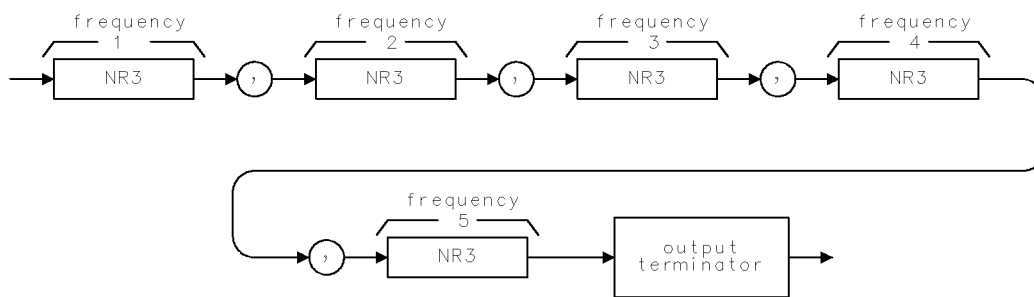 frequency
1
frequency
2
frequency
3
frequency
4
NR3
,
NR3
,
NR3
,
NR3
frequency
5
,
NR3
output
terminator